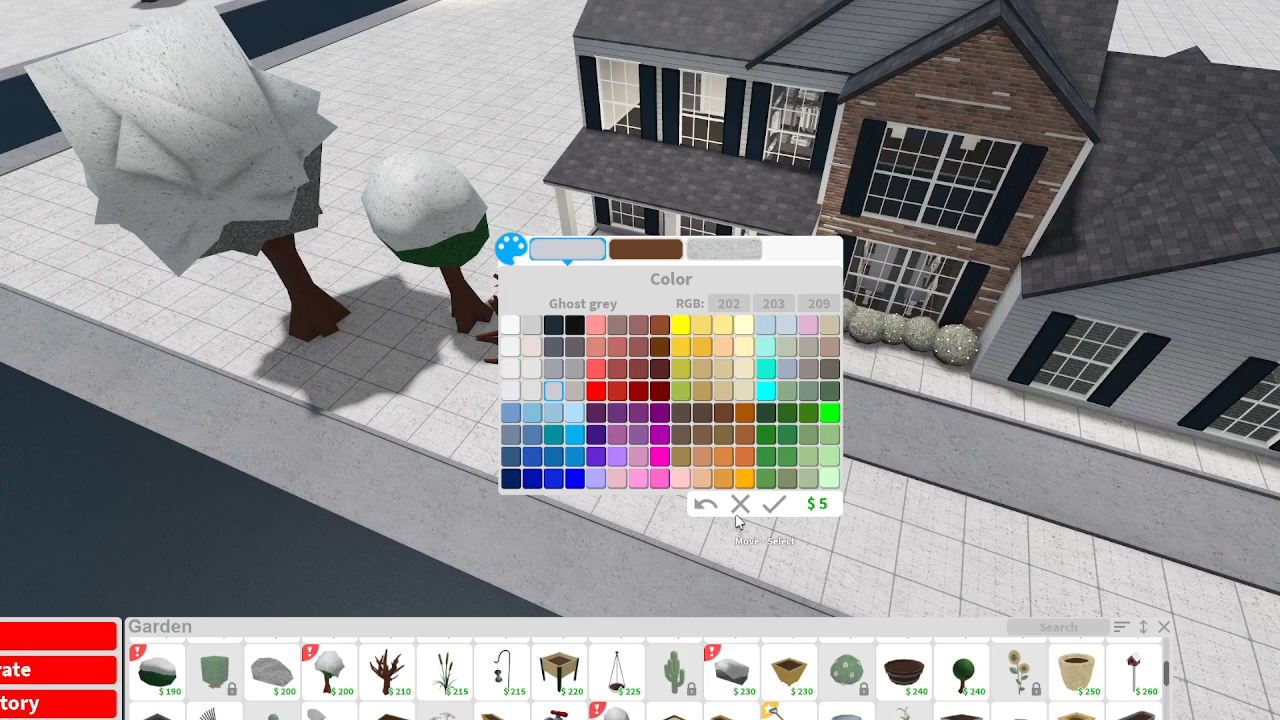 Color
Ghost grey RGB: 202 203 209
$ 5
Move - Select
Garden Search
rate
tory
$ 190 $ 200 $ 200 $ 210 $ 215 $ 215 $ 220 $ 225 $ 230 $ 230 $ 240 $ 240 $ 250 $ 260